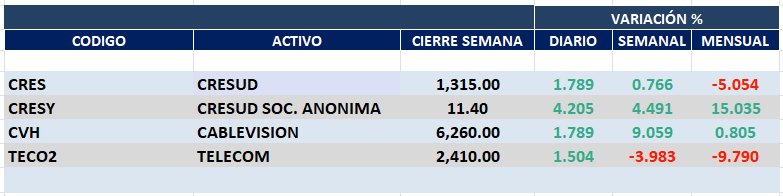 VARIACIÓN %
CODIGO ACTIVO CIERRE SEMANA DIARIO SEMANAL MENSUAL
CRES CRESUD 1,315.00 1.789 0.766 -5.054
CRESY CRESUD SOC. ANONIMA 11.40 4.205 4.491 15.035
CVH CABLEVISION 6,260.00 1.789 9.059 0.805
TECO2 TELECOM 2,410.00 1.504 -3.983 -9.790